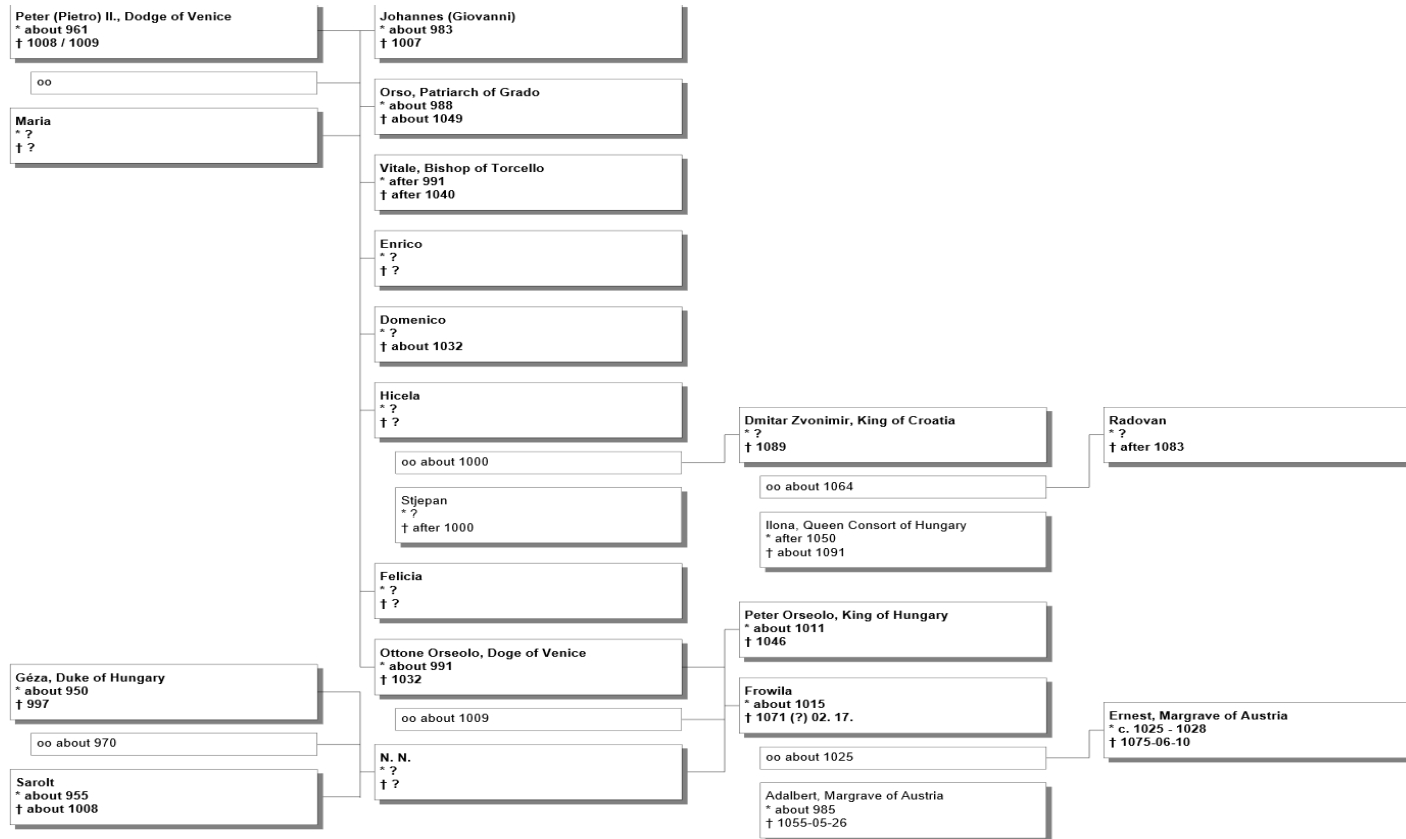 Peter (Pietro) II., Dodge of Venice
* about 961
† 1008 / 1009
oo
Maria
* ?
† ?
Géza, Duke of Hungary
* about 950
† 997
oo about 970
Sarolt
* about 955
† about 1008
Johannes (Giovanni)
* about 983
† 1007
Orso, Patriarch of Grado
* about 988
† about 1049
Vitale, Bishop of Torcello
* after 991
† after 1040
Enrico
* ?
† ?
Domenico
* ?
† about 1032
Hicela
* ?
† ?
oo about 1000
Stjepan
* ?
† after 1000
Felicia
* ?
† ?
Ottone Orseolo, Doge of Venice
* about 991
† 1032
oo about 1009
N. N.
* ?
† ?
Dmitar Zvonimir, King of Croatia
* ?
† 1089
oo about 1064
Ilona, Queen Consort of Hungary
* after 1050
† about 1091
Peter Orseolo, King of Hungary
* about 1011
† 1046
Frowila
* about 1015
† 1071 (?) 02. 17.
oo about 1025
Adalbert, Margrave of Austria
* about 985
† 1055-05-26
Radovan
* ?
† after 1083
Ernest, Margrave of Austria
* c. 1025 - 1028
† 1075-06-10